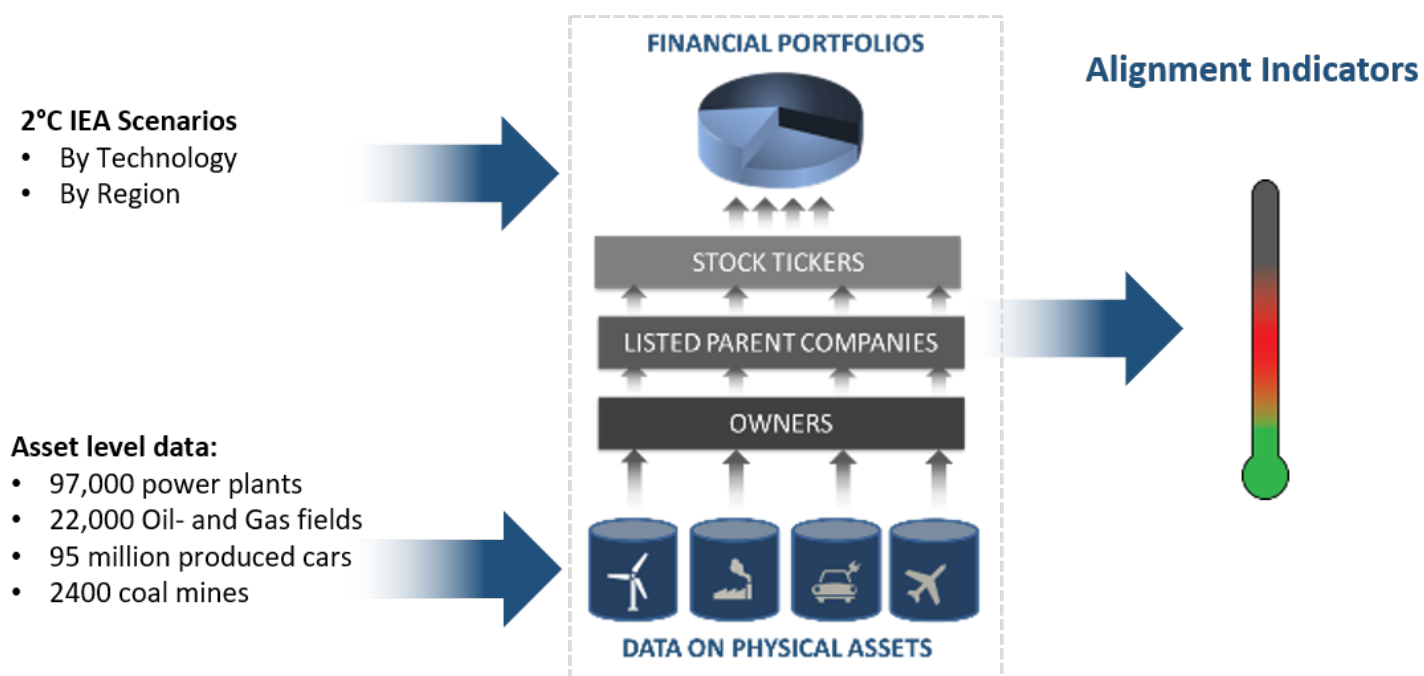 2°C IEA Scenarios
• By Technology
• By Region
Asset level data:
• 97,000 power plants
• 22,000 Oil- and Gas fields
• 95 million produced cars
• 2400 coal mines
FINANCIAL PORTFOLIOS
STOCK TICKERS
LISTED PARENT COMPANIES
OWNERS
DATA ON PHYSICAL ASSETS
Alignment Indicators